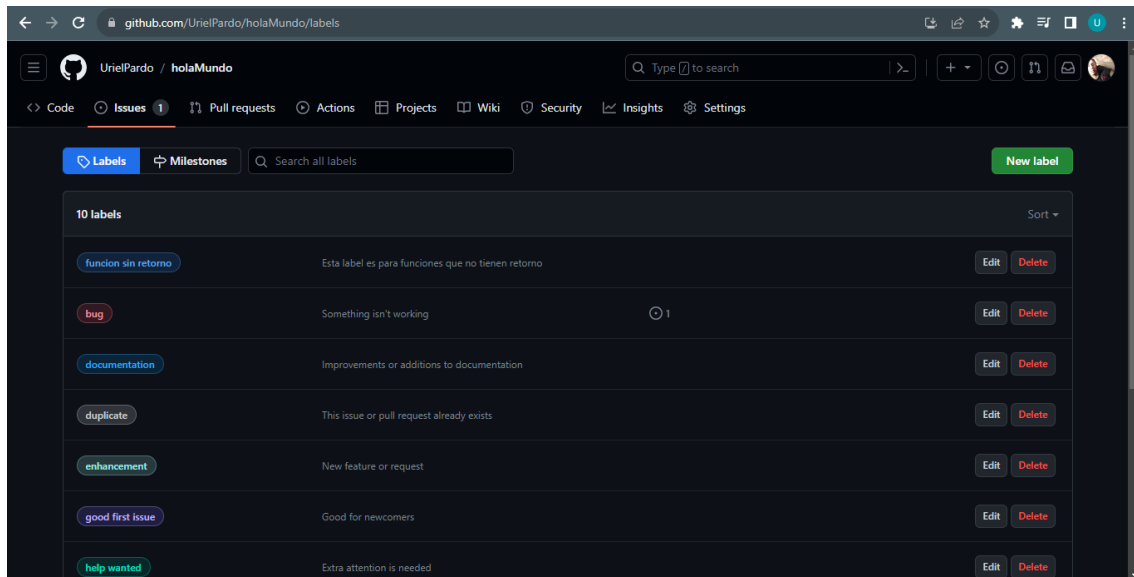 github.com/UrielPardo/holaMundo/labels
U
UrielPardo / holaMundo
Type / to search
Code Issues 1 Pull requests Actions Projects Wiki Security Insights Settings
Labels Milestones Search all labels New label
10 labels Sort
funcion sin retorno Esta label es para funciones que no tienen retorno Edit Delete
bug Something isn't working 1 Edit Delete
documentation Improvements or additions to documentation Edit Delete
duplicate This issue or pull request already exists Edit Delete
enhancement New feature or request Edit Delete
good first issue Good for newcomers Edit Delete
help wanted Extra attention is needed Edit Delete